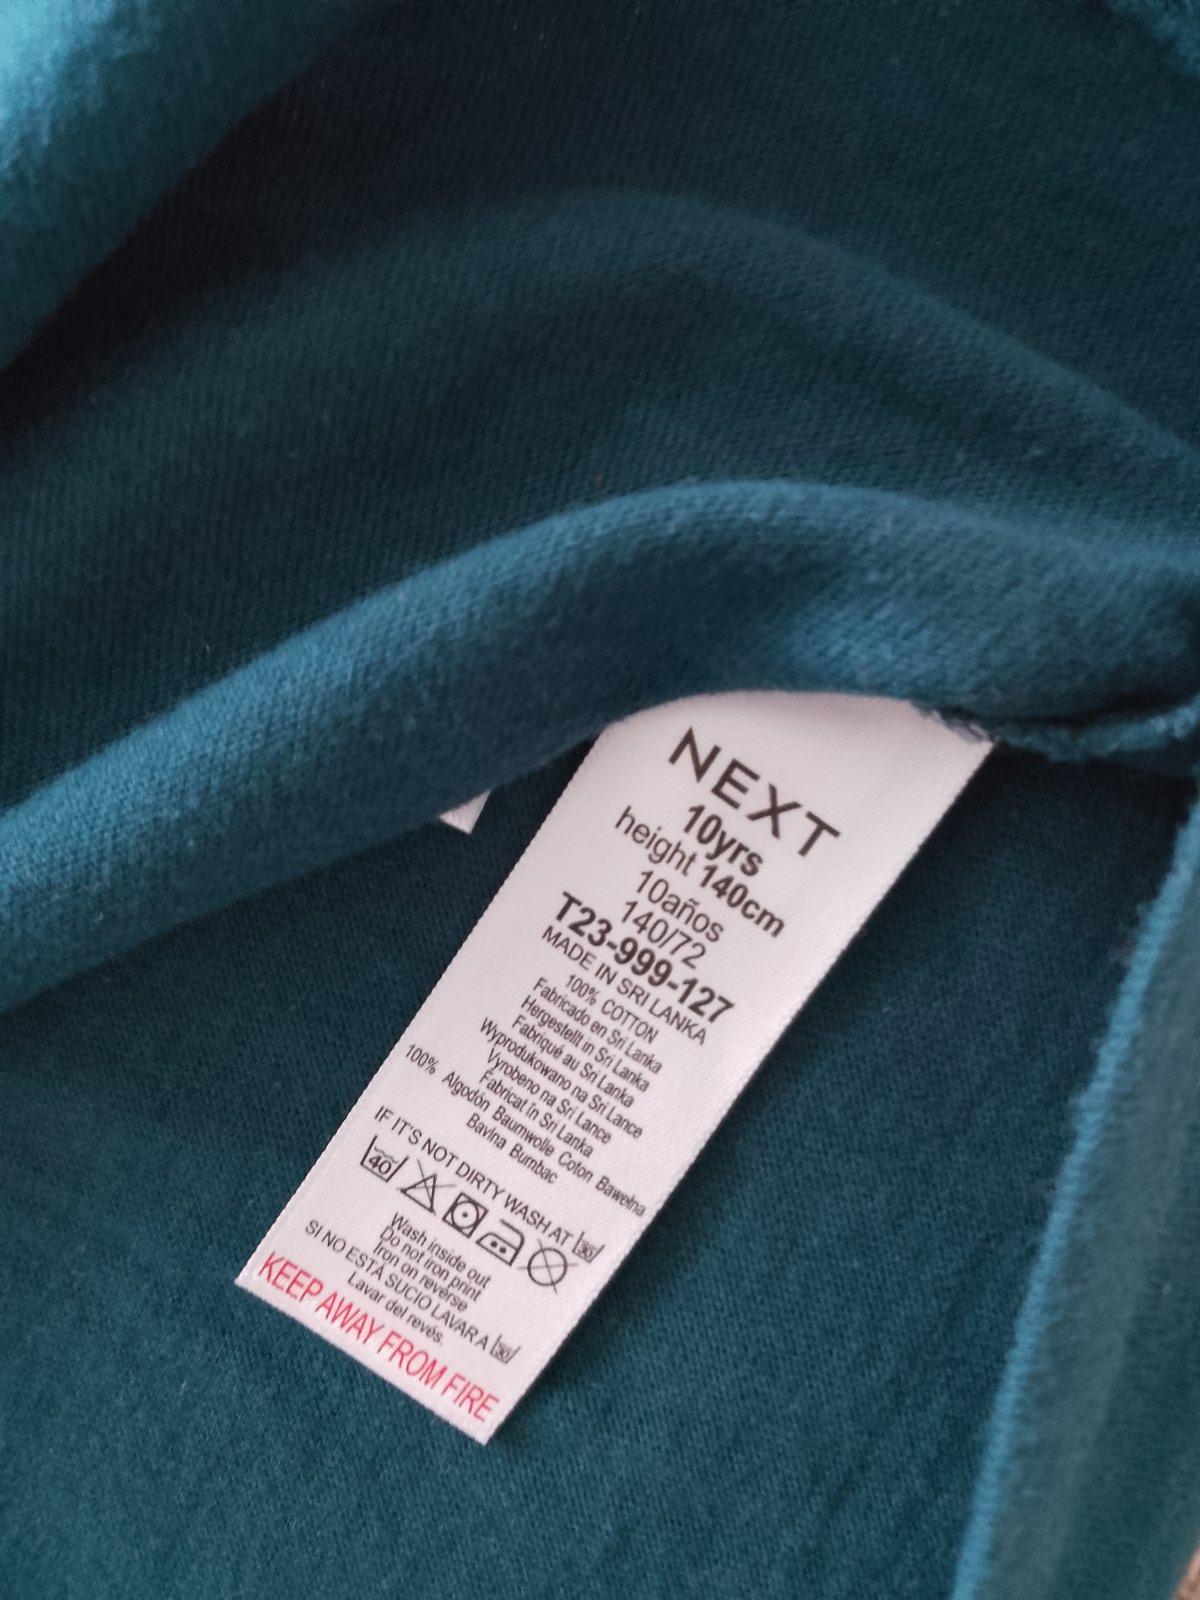 NEXT
10yrs
height 140cm
10años
140/72
T23-999-127
MADE IN SRI LANKA
100% COTTON
Fabricado en Sri Lanka
Hergestellt in Sri Lanka
Fabriqué au Sri Lanka
Wyprodukowano na Sri Lance
Vyrobeno na Srí Lance
Fabricat în Sri Lanka
100% Algodón Baumwolle Coton Bawełna
Bavlna Bumbac
IF IT'S NOT DIRTY WASH AT 30
40
Wash inside out
Do not iron print
Iron on reverse
SI NO ESTÁ SUCIO LAVAR A 30
Lavar del revés.
KEEP AWAY FROM FIRE